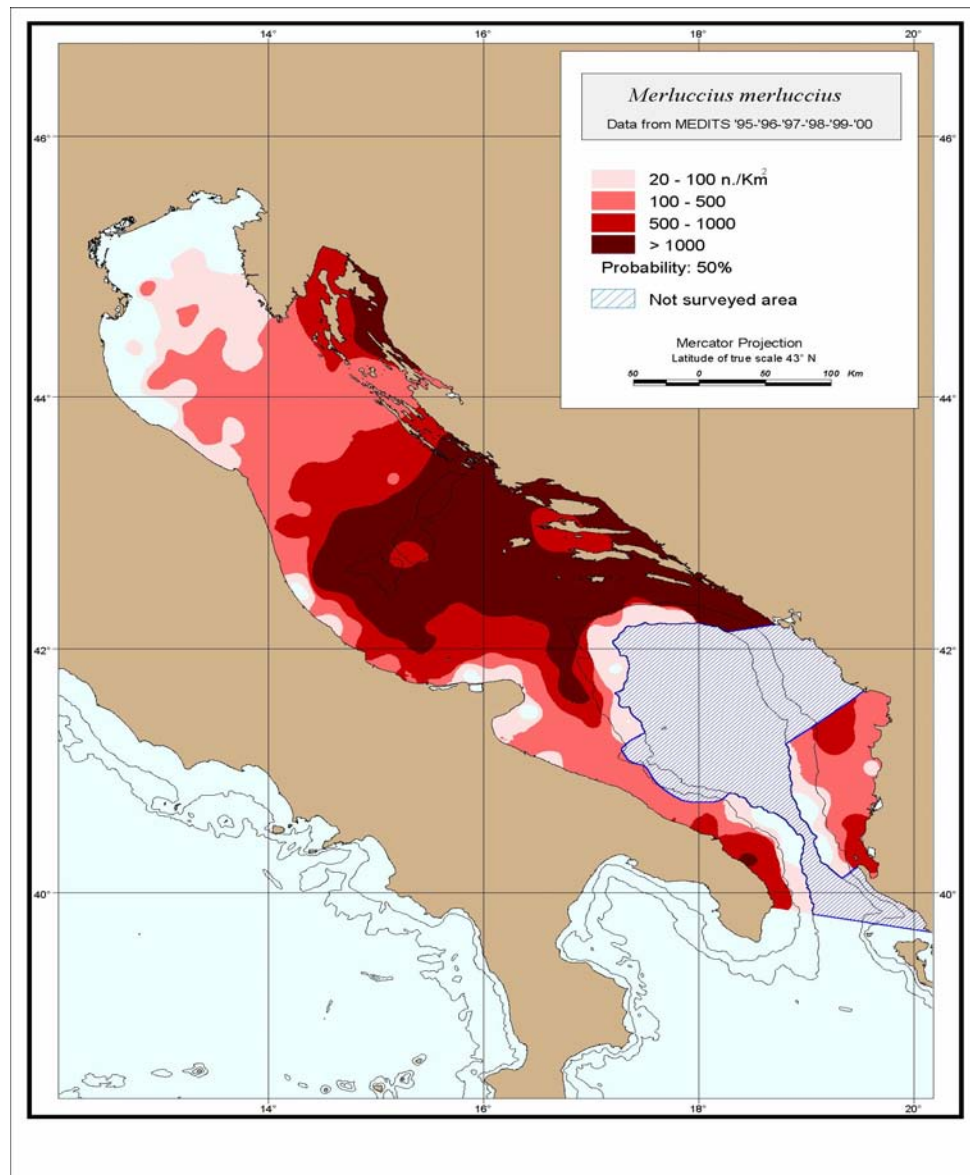 14°
16°
18°
20°
Merluccius merluccius
Data from MEDITS '95-'96-'97-'98-'99-'00
46°
46°
20 - 100 n./Km2
100 - 500
500 - 1000
> 1000
Probability: 50%
Not surveyed area
Mercator Projection
Latitude of true scale 43° N
50 0 50 100 Km
44°
44°
42°
42°
40°
40°
14°
16°
18°
20°